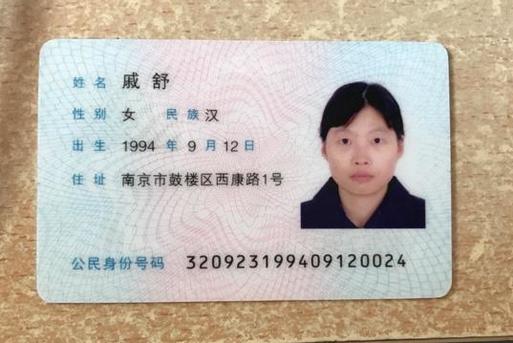 姓名 戚舒
性别 女 民族 汉
出生 1994 年 9 月 12 日
住址 南京市鼓楼区西康路1号
公民身份号码 320923199409120024